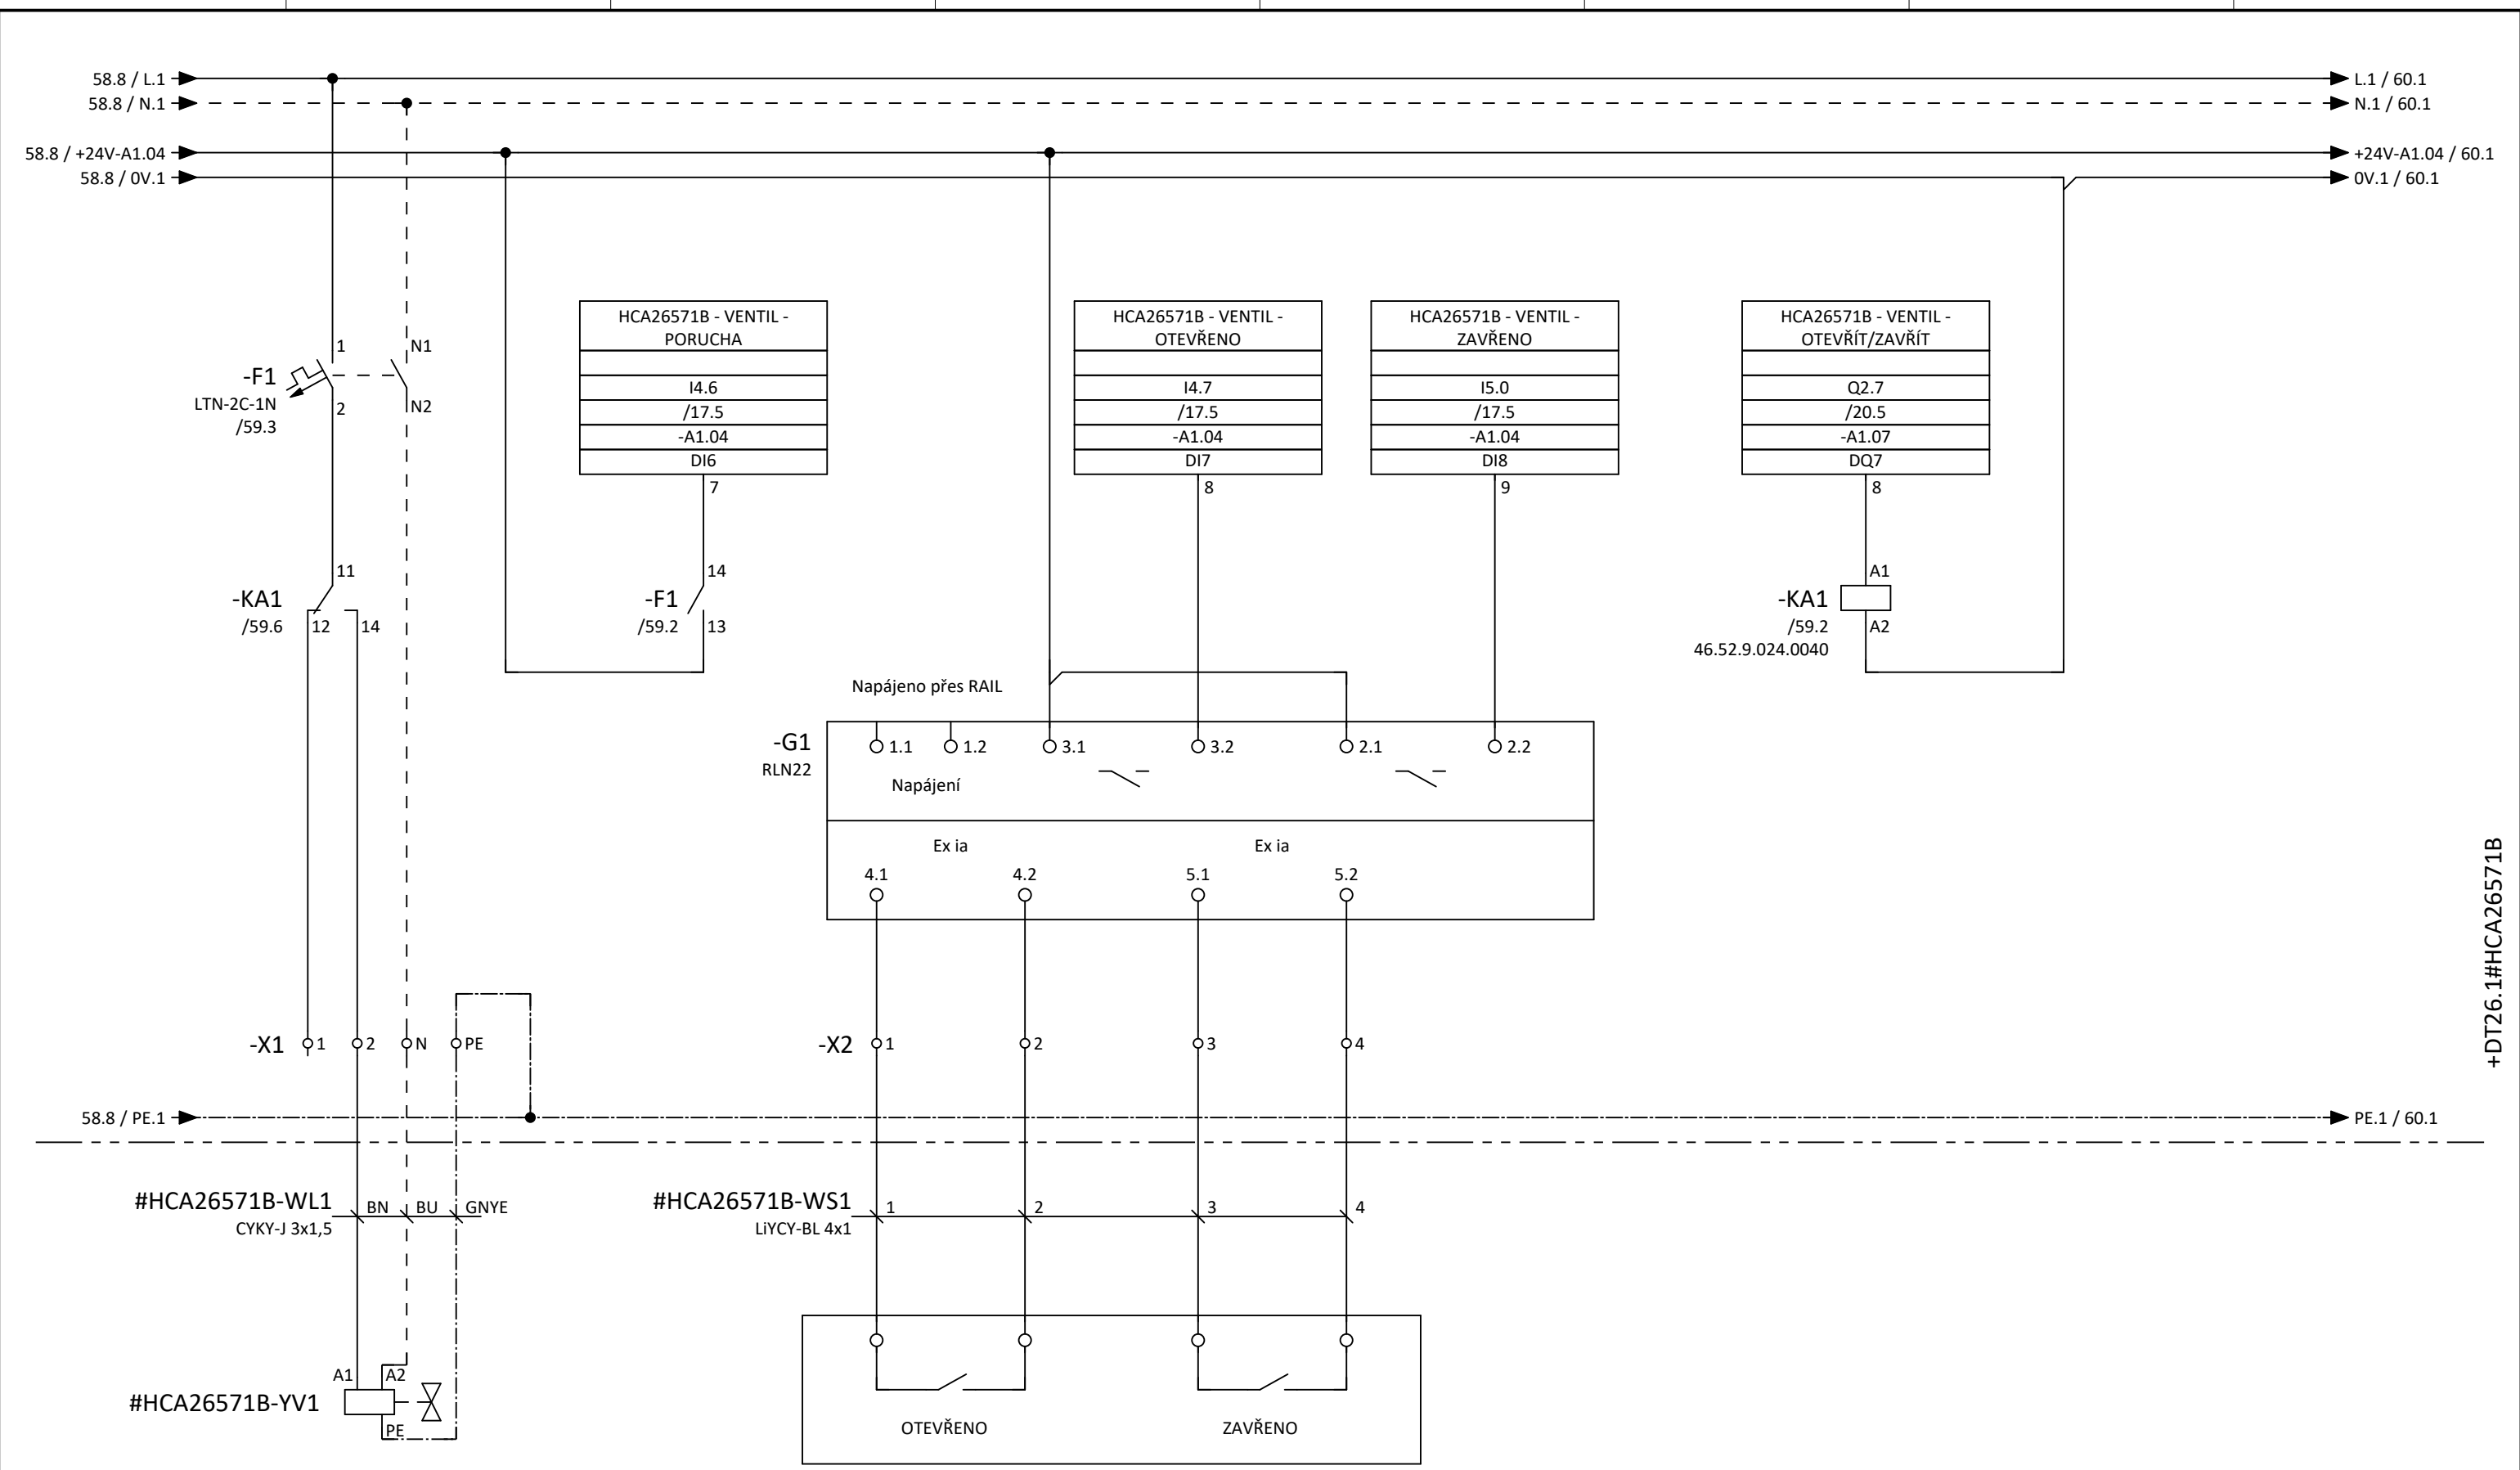 58.8 / L.1
L.1 / 60.1
58.8 / N.1
N.1 / 60.1
58.8 / +24V-A1.04
+24V-A1.04 / 60.1
58.8 / 0V.1
0V.1 / 60.1
HCA26571B - VENTIL -
PORUCHA
I4.6
/17.5
-A1.04
DI6
7
HCA26571B - VENTIL -
OTEVŘENO
I4.7
/17.5
-A1.04
DI7
8
HCA26571B - VENTIL -
ZAVŘENO
I5.0
/17.5
-A1.04
DI8
9
HCA26571B - VENTIL -
OTEVŘÍT/ZAVŘÍT
Q2.7
/20.5
-A1.07
DQ7
8
1
N1
-F1
LTN-2C-1N
/59.3
2
N2
11
-KA1
/59.6
12
14
14
-F1
/59.2
13
A1
-KA1
/59.2
A2
46.52.9.024.0040
Napájeno přes RAIL
-G1
RLN22
1.1
1.2
3.1
3.2
2.1
2.2
Napájení
Ex ia
Ex ia
4.1
4.2
5.1
5.2
+DT26.1#HCA26571B
-X1
1
2
N
PE
-X2
1
2
3
4
58.8 / PE.1
PE.1 / 60.1
#HCA26571B-WL1
CYKY-J 3x1,5
BN
BU
GNYE
#HCA26571B-WS1
LiYCY-BL 4x1
1
2
3
4
A1
A2
#HCA26571B-YV1
PE
OTEVŘENO
ZAVŘENO